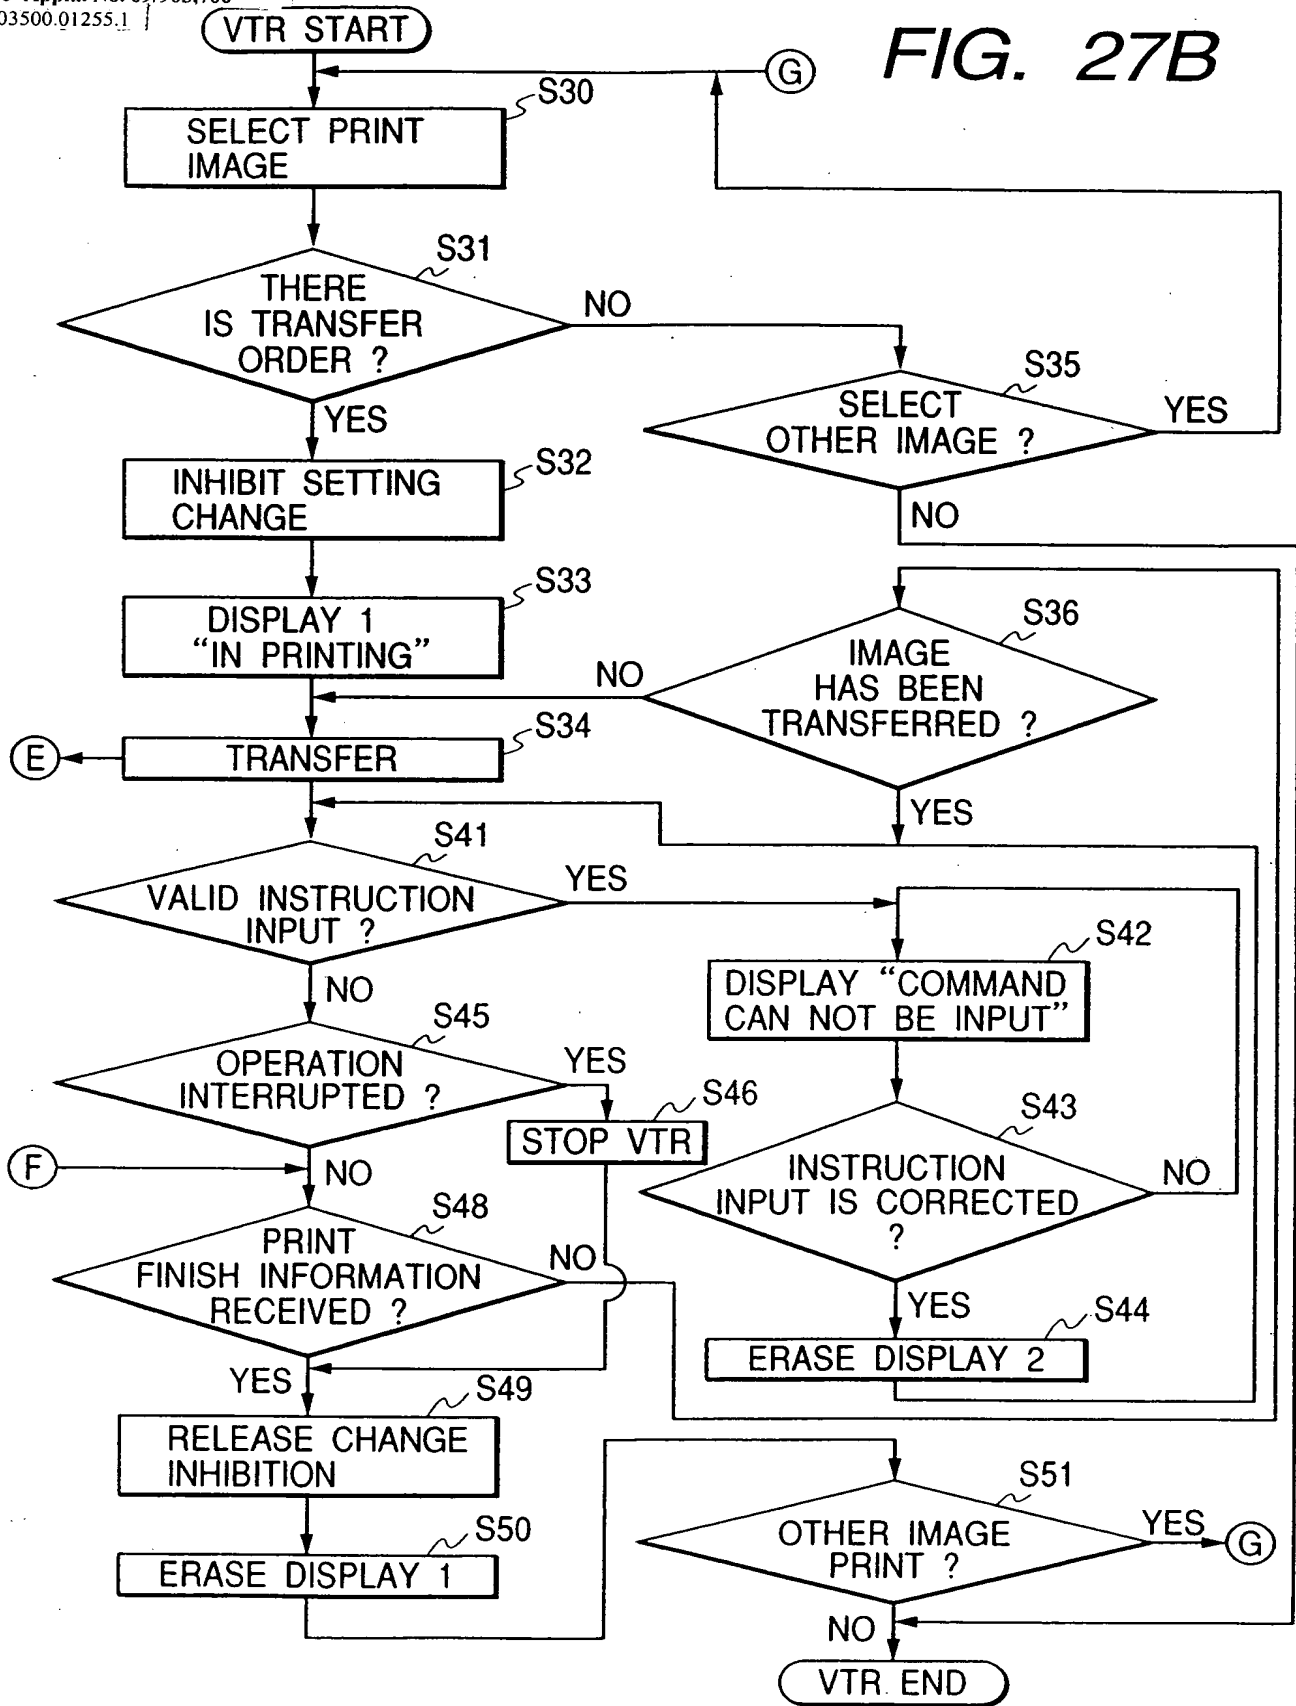 03500.01255.1
VTR START
FIG. 27B
G
S30
SELECT PRINT
IMAGE
S31
THERE
IS TRANSFER
ORDER ?
NO
YES
S35
SELECT
OTHER IMAGE ?
YES
NO
S32
INHIBIT SETTING
CHANGE
S33
DISPLAY 1
“IN PRINTING”
S36
IMAGE
HAS BEEN
TRANSFERRED ?
NO
YES
S34
TRANSFER
E
S41
VALID INSTRUCTION
INPUT ?
YES
NO
S42
DISPLAY “COMMAND
CAN NOT BE INPUT”
S45
OPERATION
INTERRUPTED ?
YES
NO
S46
STOP VTR
S43
INSTRUCTION
INPUT IS CORRECTED
?
NO
YES
F
S48
PRINT
FINISH INFORMATION
RECEIVED ?
NO
YES
S44
ERASE DISPLAY 2
S49
RELEASE CHANGE
INHIBITION
S50
ERASE DISPLAY 1
S51
OTHER IMAGE
PRINT ?
YES
G
NO
VTR END